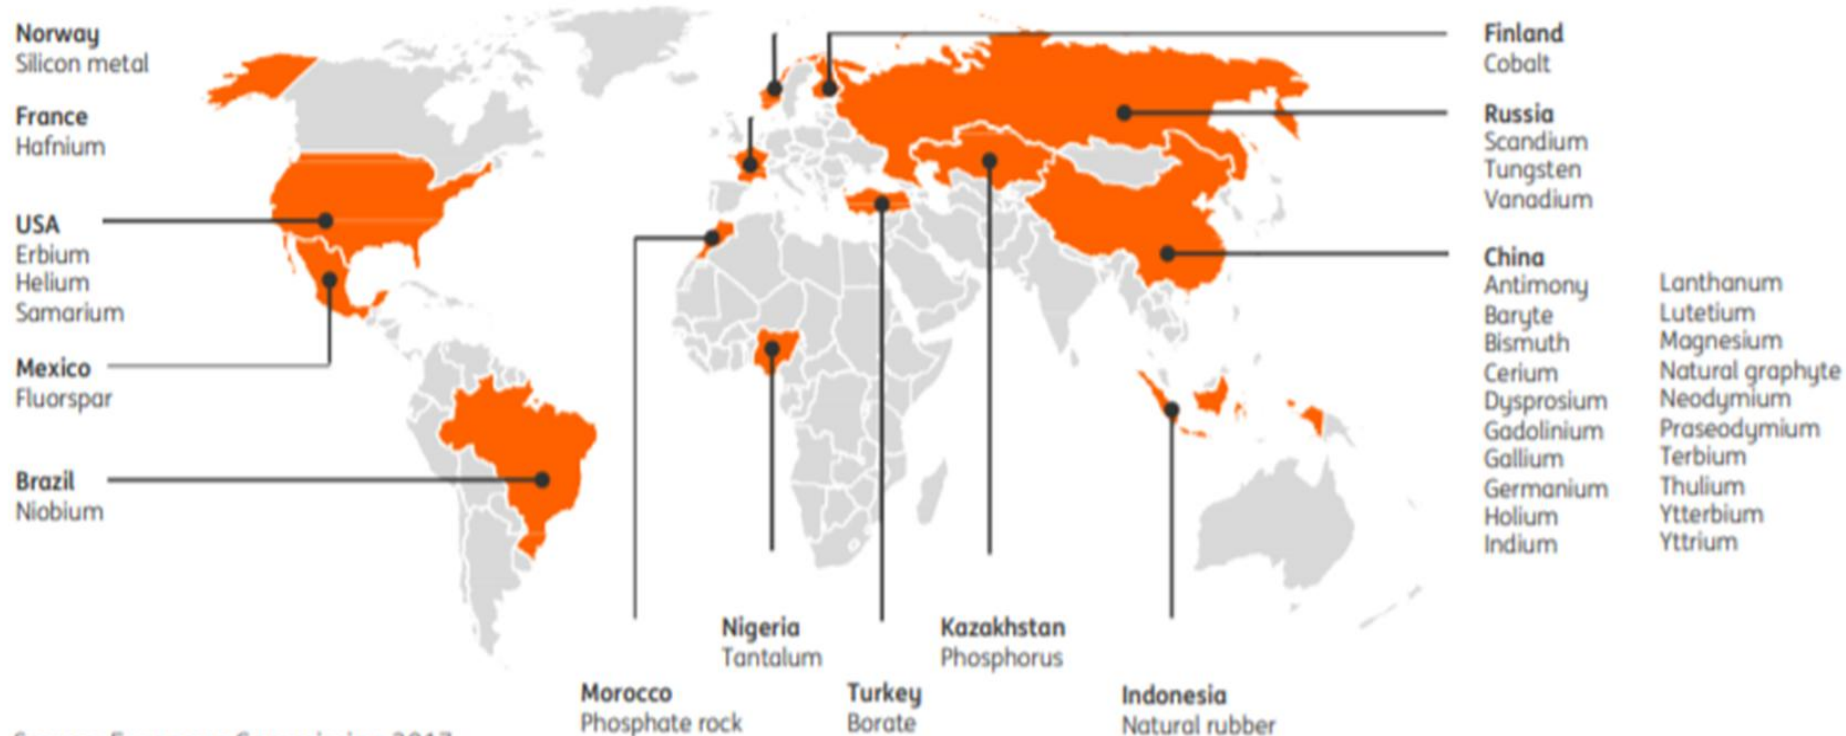 Norway
Silicon metal
France
Hafnium
USA
Erbium
Helium
Samarium
Mexico
Fluorspar
Brazil
Niobium
Morocco
Phosphate rock
Nigeria
Tantalum
Turkey
Borate
Kazakhstan
Phosphorus
Indonesia
Natural rubber
Finland
Cobalt
Russia
Scandium
Tungsten
Vanadium
China
Antimony
Baryte
Bismuth
Cerium
Dysprosium
Gadolinium
Gallium
Germanium
Holium
Indium
Lanthanum
Lutetium
Magnesium
Natural graphyte
Neodymium
Praseodymium
Terbium
Thulium
Ytterbium
Yttrium